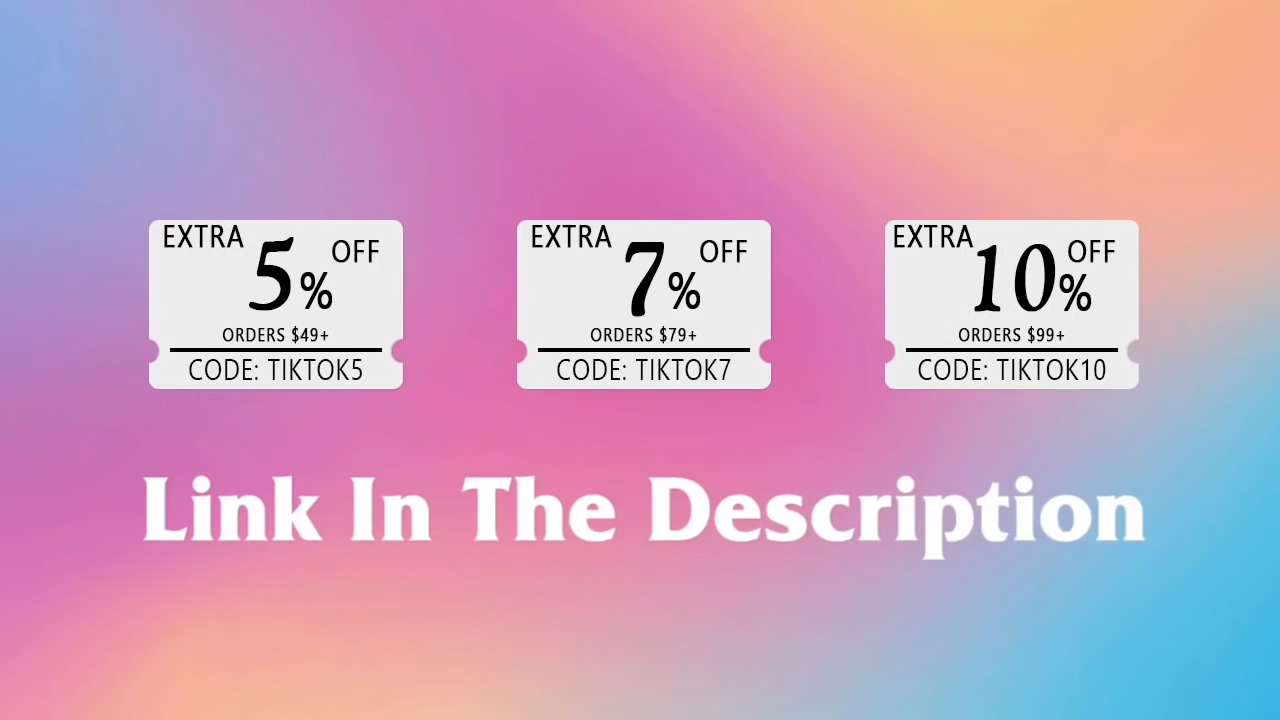 EXTRA 5% OFF
ORDERS $49+
CODE: TIKTOK5
EXTRA 7% OFF
ORDERS $79+
CODE: TIKTOK7
EXTRA 10% OFF
ORDERS $99+
CODE: TIKTOK10
Link In The Description